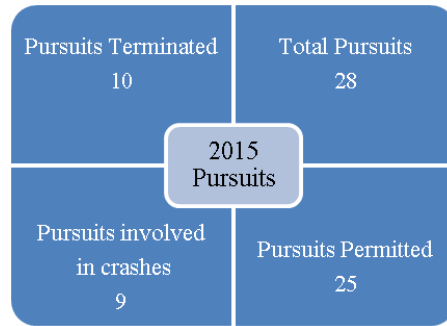 Pursuits Terminated
10
Total Pursuits
28
2015
Pursuits
Pursuits involved
in crashes
9
Pursuits Permitted
25